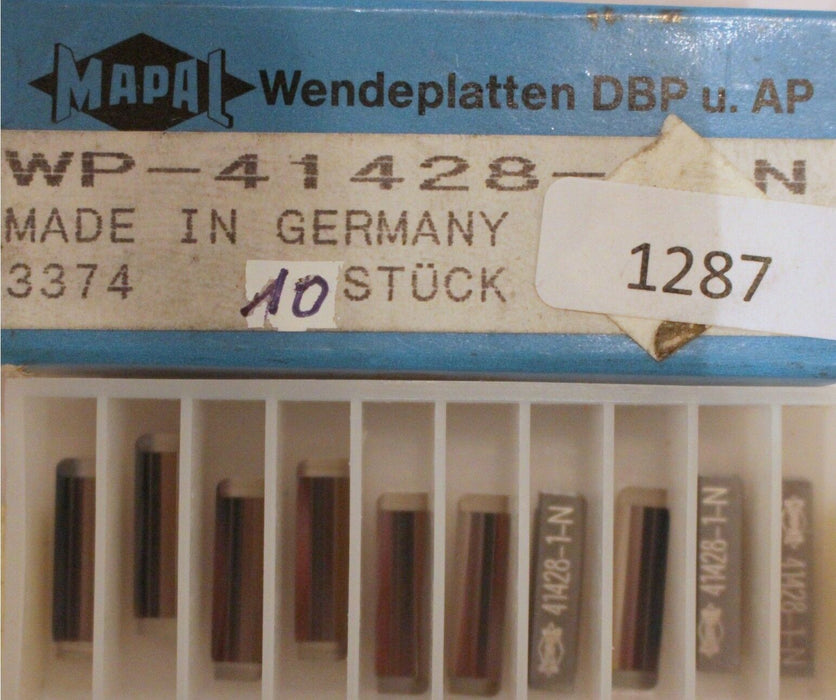 MAPAL Wendeplatten DBP u. AP
WP-41428- N
MADE IN GERMANY
1287
3374 10 STÜCK
41428-1-N
41428-1-N
41428-1-N